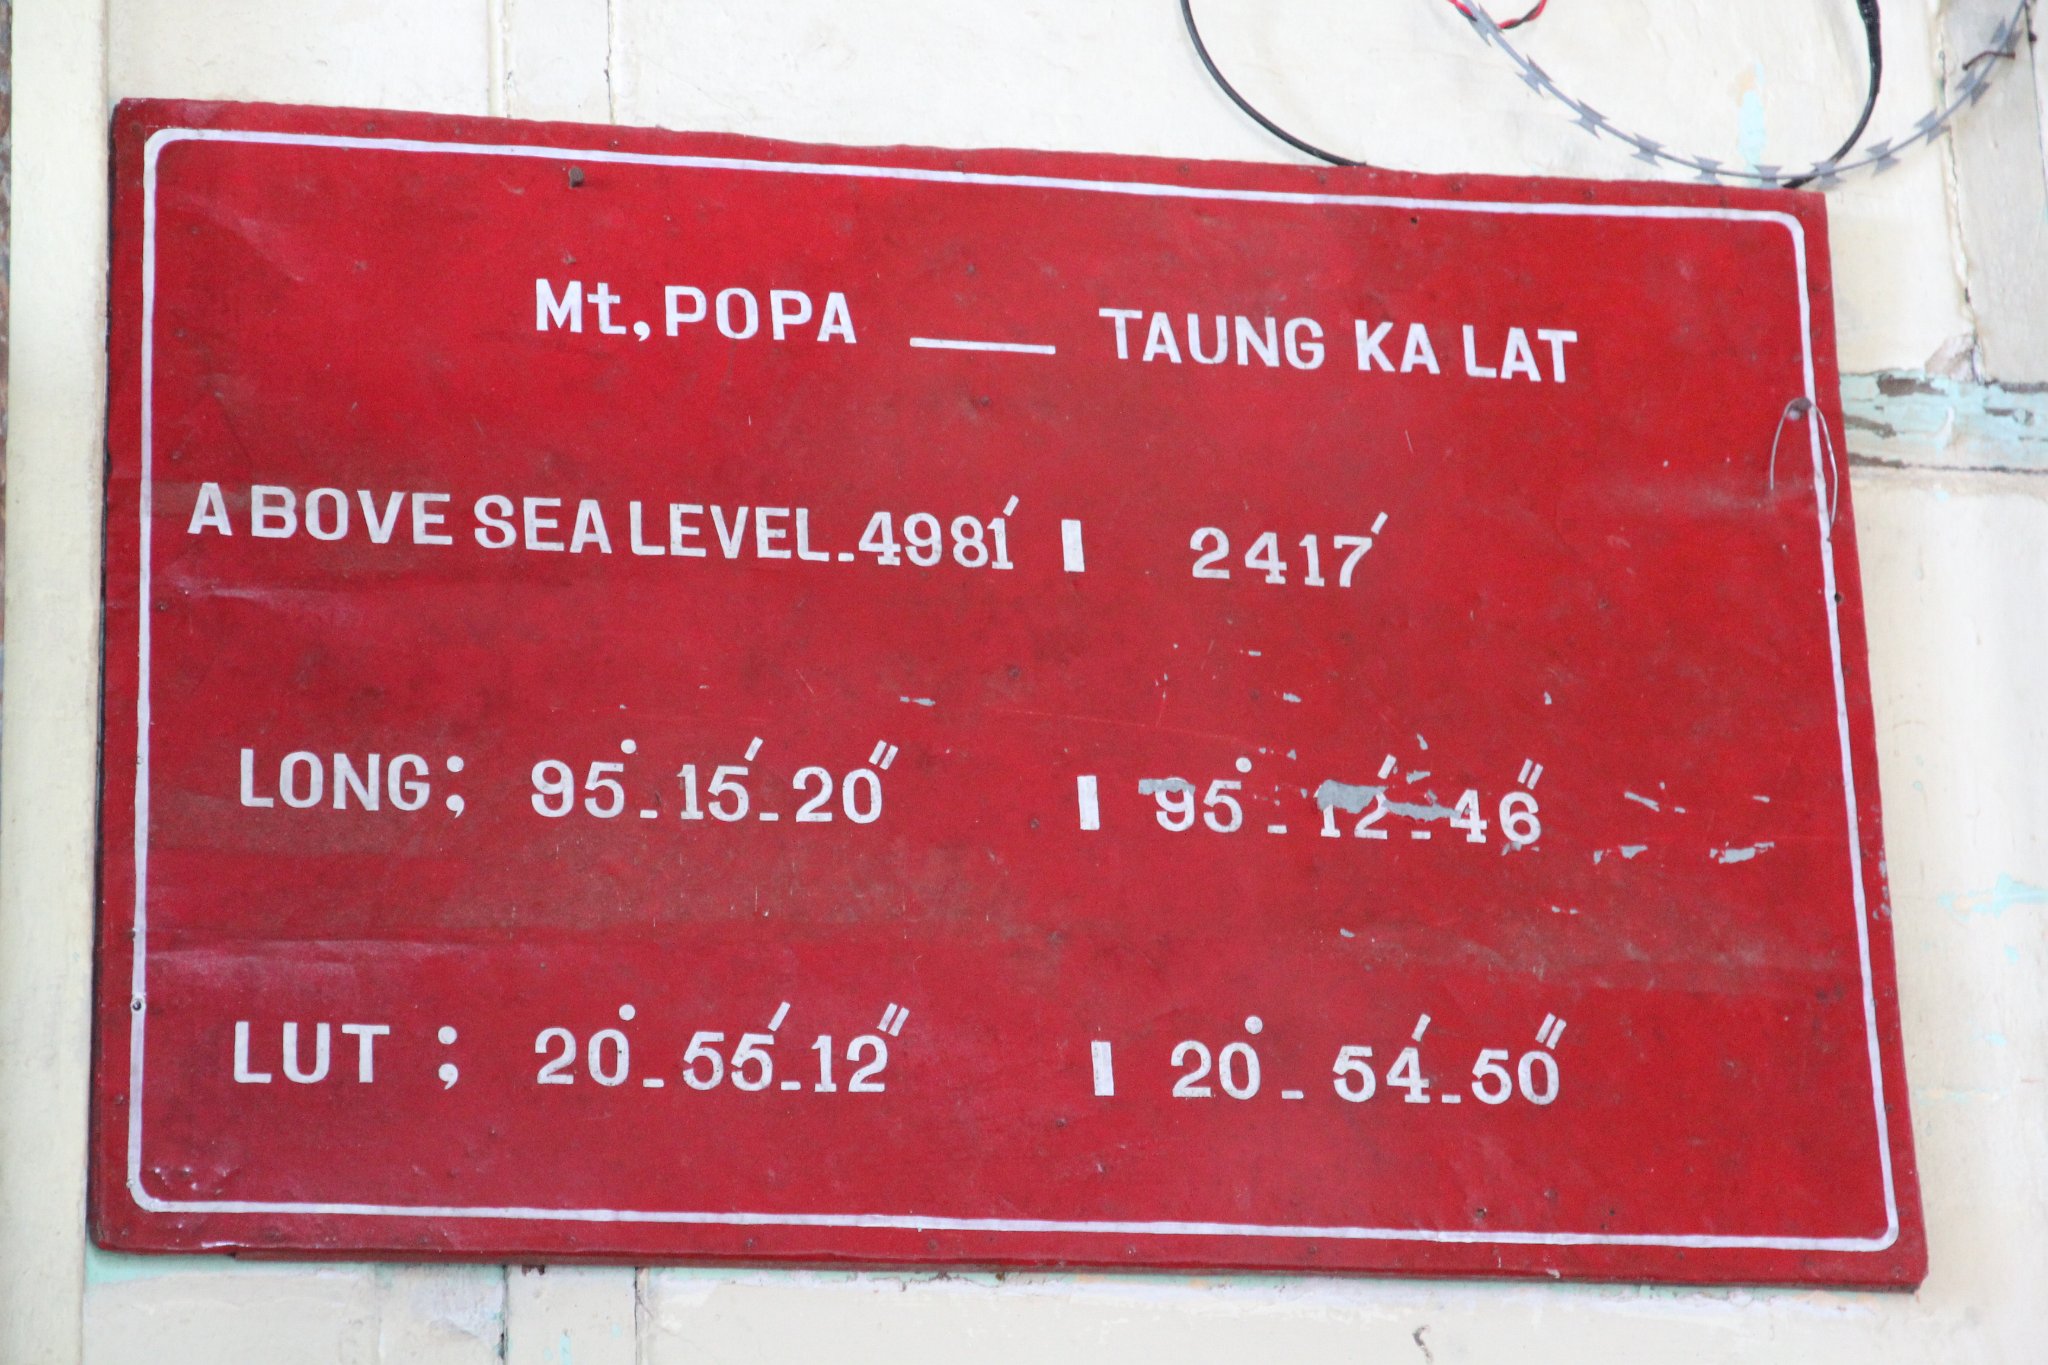 Mt, POPA — TAUNG KA LAT
ABOVE SEA LEVEL-4981' | 2417'
LONG; 95°-15'-20" | 95°-12'-46"
LUT ; 20°-55'-12" | 20°-54'-50"